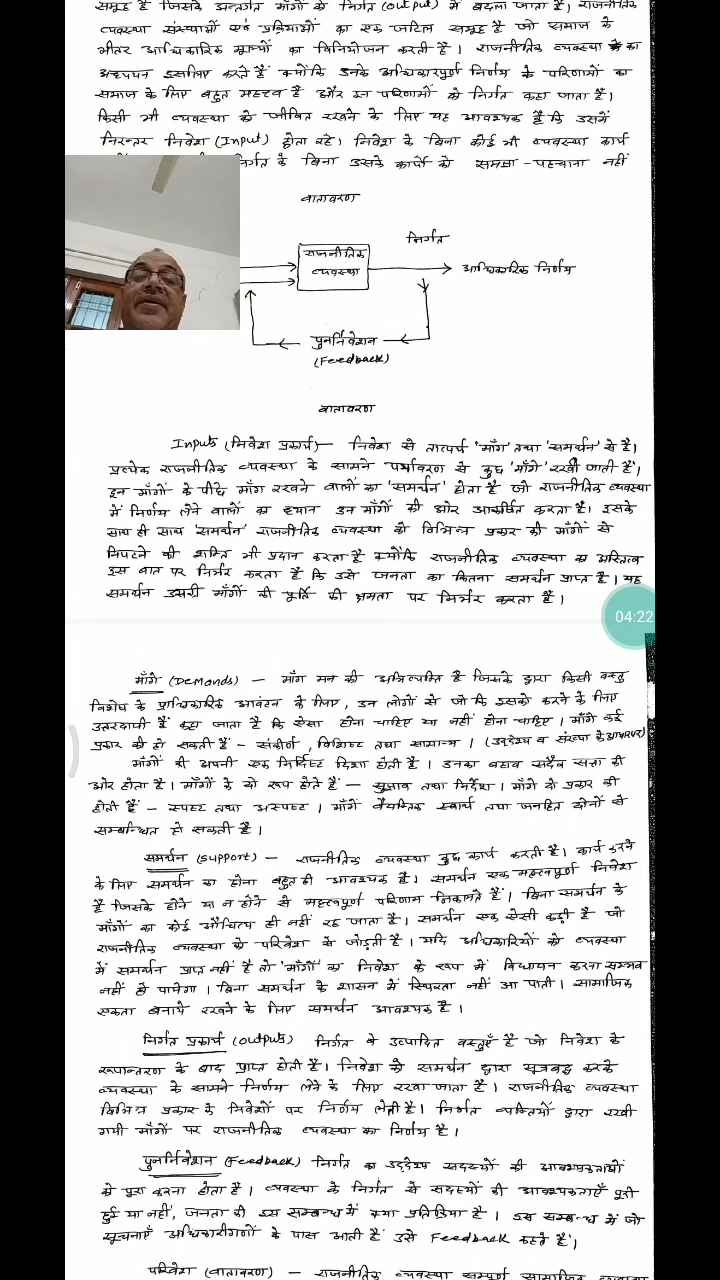 समूह है जिसके अन्तर्गत माँगों को निर्गत (output) में बदला जाता है। राजनीतिक
व्यवस्था संस्थाओं एवं प्रक्रियाओं का एक जटिल समूह है जो समाज के
भीतर आधिकारिक मूल्यों का विनियोजन करती है। राजनीतिक व्यवस्था का
अध्ययन इसलिए करते हैं क्योंकि उनके अधिकारपूर्ण निर्णय के परिणामों का
समाज के लिए बहुत महत्व है और इन परिणामों को निर्गत कहा जाता है।
किसी भी व्यवस्था को जीवित रखने के लिए यह आवश्यक है कि उसमें
निरन्तर निवेश (Input) होता रहे। निवेश के बिना कोई भी व्यवस्था कार्य
निर्गत के बिना उसके कार्यों को समझा-पहचाना नहीं
वातावरण
निर्गत
राजनीतिक
व्यवस्था
आधिकारिक निर्णय
पुनर्निवेशन
(Feedback)
वातावरण
Inputs (निवेश प्रकार्य)— निवेश से तात्पर्य 'माँग' तथा 'समर्थन' से है।
प्रत्येक राजनीतिक व्यवस्था के सामने पर्यावरण से कुछ 'माँगें' रखी जाती हैं,
इन माँगों के पीछे माँग रखने वालों का 'समर्थन' होता है जो राजनीतिक व्यवस्था
में निर्णय लेने वालों का ध्यान उन माँगों की ओर आकर्षित करता है। इसके
साथ ही साथ 'समर्थन' राजनीतिक व्यवस्था को विभिन्न प्रकार की माँगों से
निपटने की शक्ति भी प्रदान करता है क्योंकि राजनीतिक व्यवस्था का अस्तित्व
इस बात पर निर्भर करता है कि उसे जनता का कितना समर्थन प्राप्त है। यह
समर्थन उसकी माँगों की पूर्ति की क्षमता पर निर्भर करता है।
04:22
माँगें (Demands) — माँग मन की अभिव्यक्ति है जिसके द्वारा किसी वस्तु
विशेष के प्राधिकारिक आवंटन के लिए, उन लोगों से जो कि इसको करने के लिए
उत्तरदायी हैं कहा जाता है कि ऐसा होना चाहिए या नहीं होना चाहिए। माँगें कई
प्रकार की हो सकती हैं - संकीर्ण, विशिष्ट तथा सामान्य। (उद्देश्य व संख्या के आधार पर)
माँगों की अपनी एक निर्दिष्ट दिशा होती है। उनका बहाव सदैव सत्ता की
ओर होता है। माँगों के दो रूप होते हैं — सुझाव तथा निर्देश। माँगें दो प्रकार की
होती हैं - स्पष्ट तथा अस्पष्ट। माँगें वैयक्तिक स्वार्थ तथा जनहित दोनों से
सम्बन्धित हो सकती हैं।
समर्थन (support) — राजनीतिक व्यवस्था कुछ कार्य करती है। कार्य करने
के लिए समर्थन का होना बहुत ही आवश्यक है। समर्थन एक महत्वपूर्ण निवेश
है जिसके होने या न होने से महत्वपूर्ण परिणाम निकलते हैं। बिना समर्थन के
माँगों का कोई औचित्य ही नहीं रह जाता है। समर्थन एक ऐसी कड़ी है जो
राजनीतिक व्यवस्था को परिवेश से जोड़ती है। यदि अधिकारियों को व्यवस्था
में समर्थन प्राप्त नहीं है तो 'माँगों' का निवेश के रूप में विधायन करना सम्भव
नहीं हो पायेगा। बिना समर्थन के शासन में स्थिरता नहीं आ पाती। सामाजिक
एकता बनाये रखने के लिए समर्थन आवश्यक है।
निर्गत प्रकार्य (outputs) निर्गत वे उत्पादित वस्तुएँ हैं जो निवेश के
रूपान्तरण के बाद प्राप्त होती हैं। निवेश को समर्थन द्वारा सूत्रबद्ध करके
व्यवस्था के सामने निर्णय लेने के लिए रखा जाता है। राजनीतिक व्यवस्था
विभिन्न प्रकार के निवेशों पर निर्णय लेती है। निर्गत व्यक्तियों द्वारा रखी
गयी माँगों पर राजनीतिक व्यवस्था का निर्णय है।
पुनर्निवेशन (Feedback) निर्गत का उद्देश्य सदस्यों की आवश्यकताओं
को पूरा करना होता है। व्यवस्था के निर्गत से सदस्यों की आवश्यकताएँ पूरी
हुई या नहीं, जनता की इस सम्बन्ध में क्या प्रतिक्रिया है। इस सम्बन्ध में जो
सूचनाएँ अधिकारीगणों के पास आती हैं उसे Feedback कहते हैं।
परिवेश (वातावरण) — राजनीतिक व्यवस्था सम्पूर्ण सामाजिक व्यवस्था